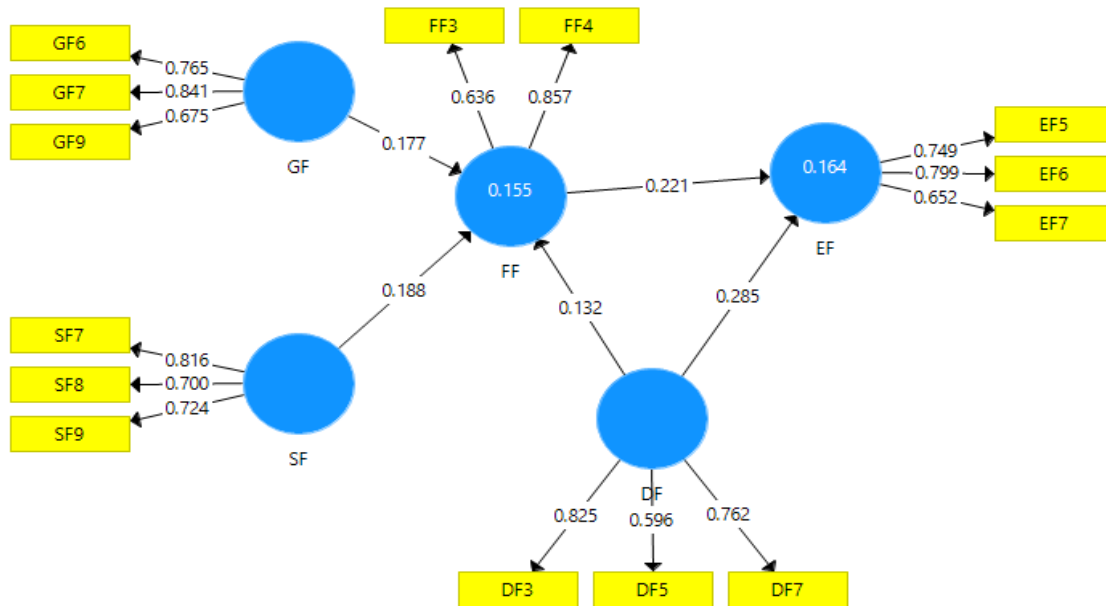 FF3
FF4
GF6
0.765
GF7
0.841
GF9
0.675
GF
0.636
0.857
0.177
0.155
FF
0.221
0.164
EF
0.749
EF5
0.799
EF6
0.652
EF7
0.188
0.132
0.285
SF7
0.816
SF8
0.700
SF9
0.724
SF
DF
0.825
0.596
0.762
DF3
DF5
DF7